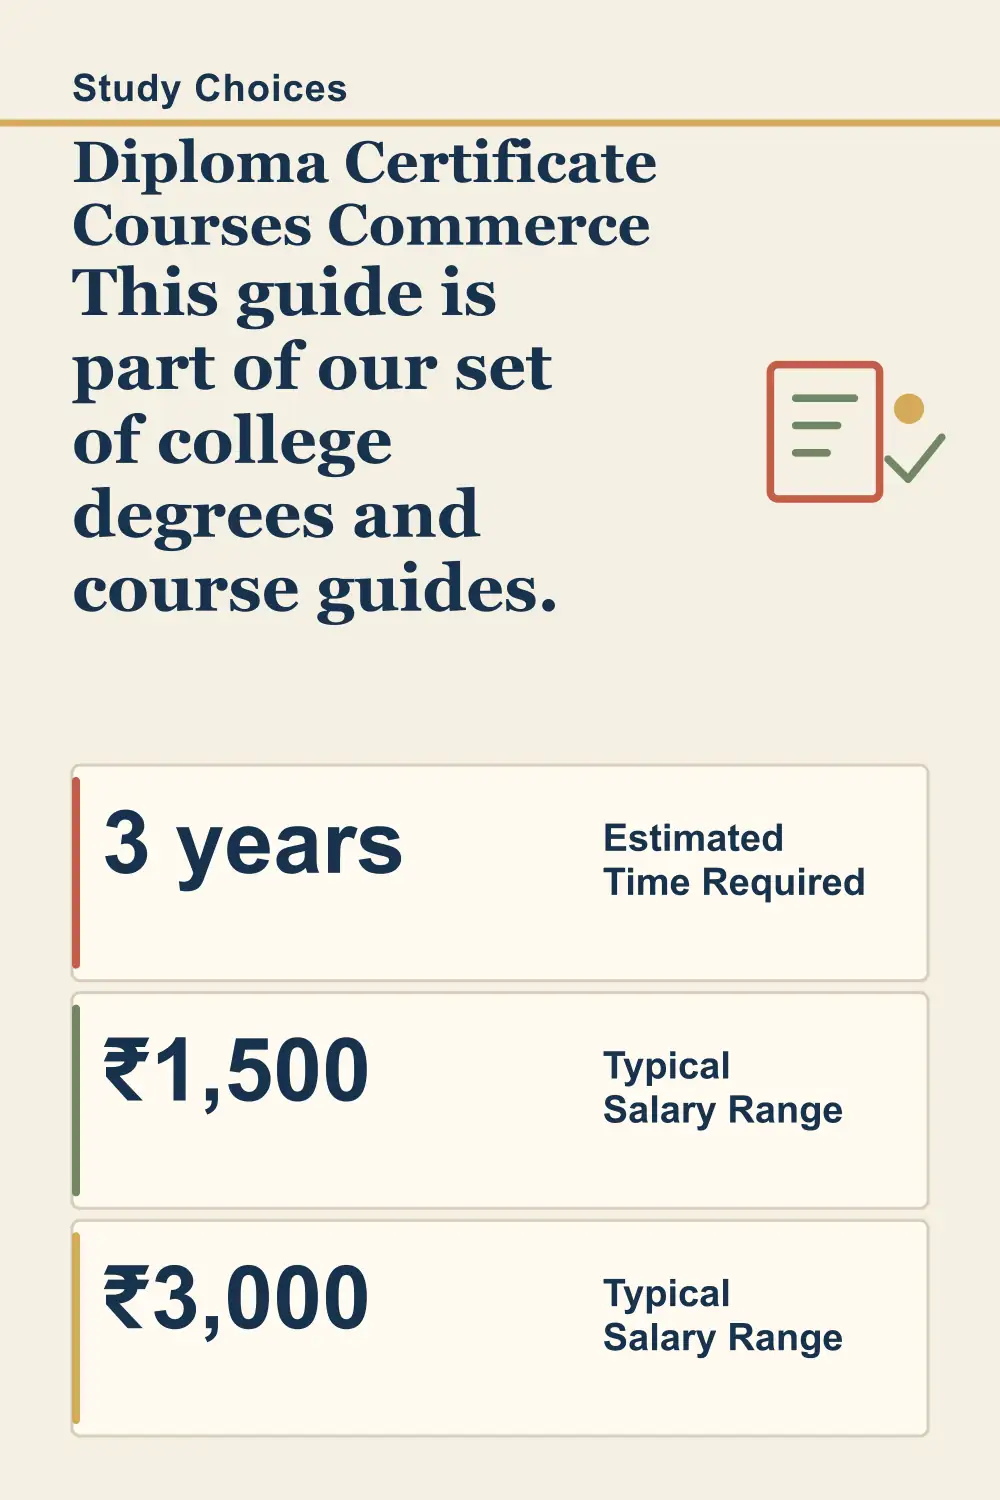 Study Choices
Diploma Certificate
Courses Commerce
This guide is
part of our set
of college
degrees and
course guides.
3 years
Estimated
Time Required
₹1,500
Typical
Salary Range
₹3,000
Typical
Salary Range